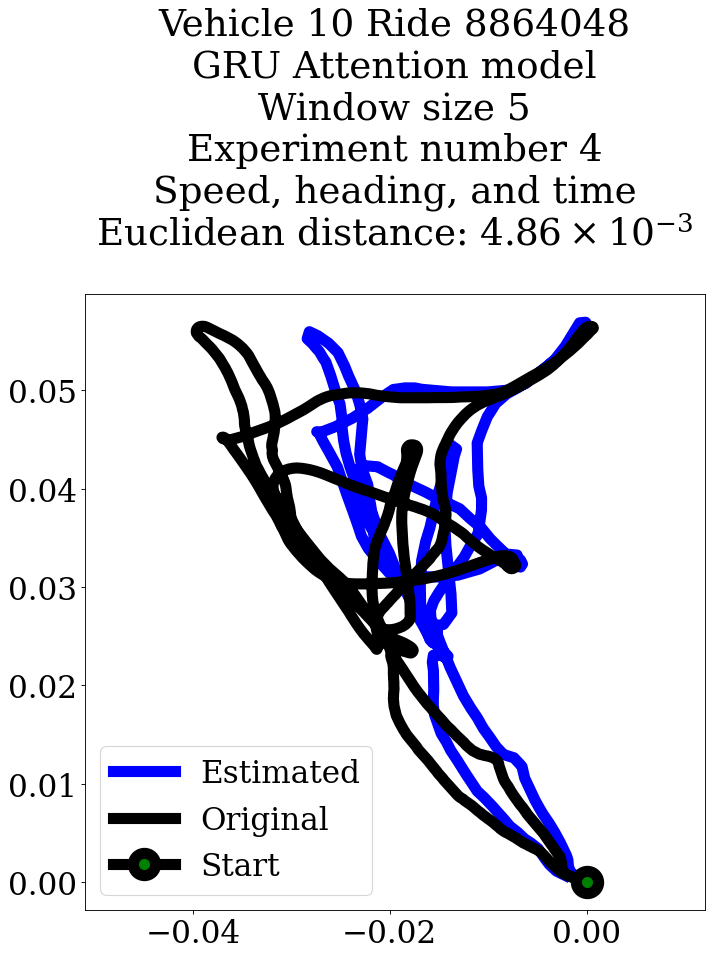 Vehicle 10 Ride 8864048
GRU Attention model
Window size 5
Experiment number 4
Speed, heading, and time
Euclidean distance: 4.86 × 10⁻³
0.05
0.04
0.03
0.02
0.01
0.00
Estimated
Original
Start
−0.04
−0.02
0.00